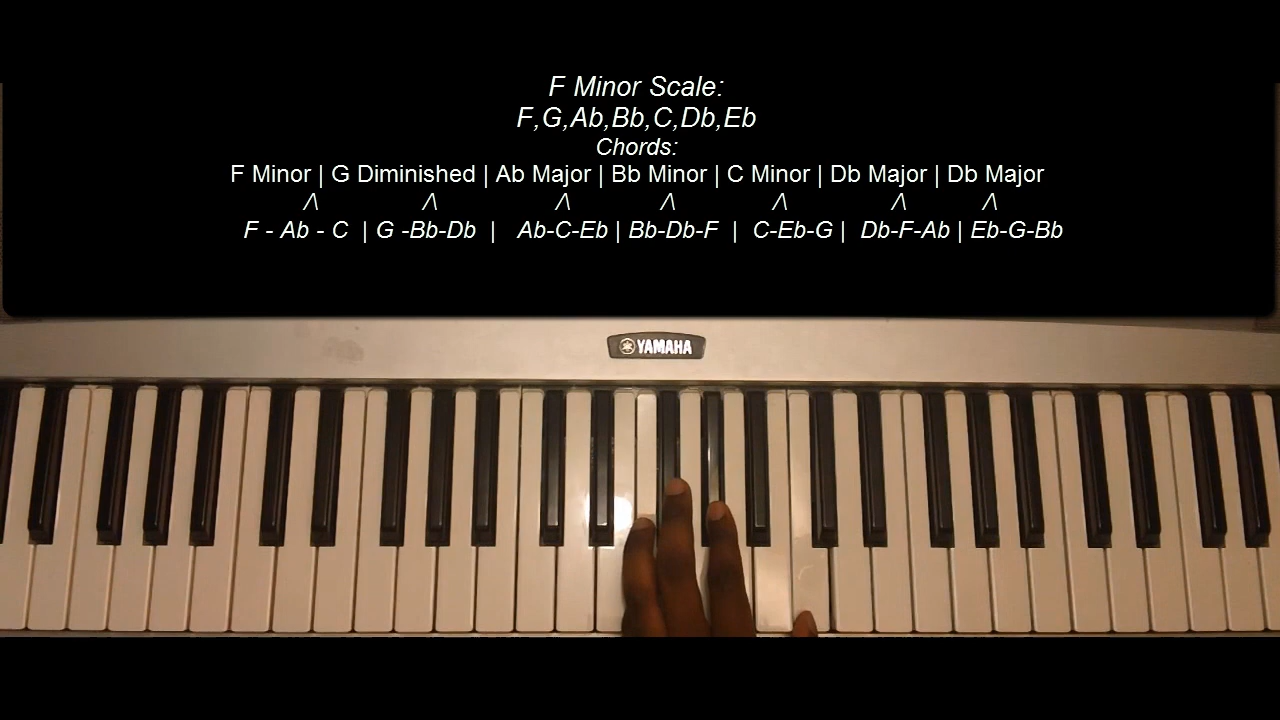 F Minor Scale:
F,G,Ab,Bb,C,Db,Eb
Chords:
F Minor | G Diminished | Ab Major | Bb Minor | C Minor | Db Major | Db Major
/\ /\ /\ /\ /\ /\ /\
F - Ab - C | G -Bb-Db | Ab-C-Eb | Bb-Db-F | C-Eb-G | Db-F-Ab | Eb-G-Bb
YAMAHA